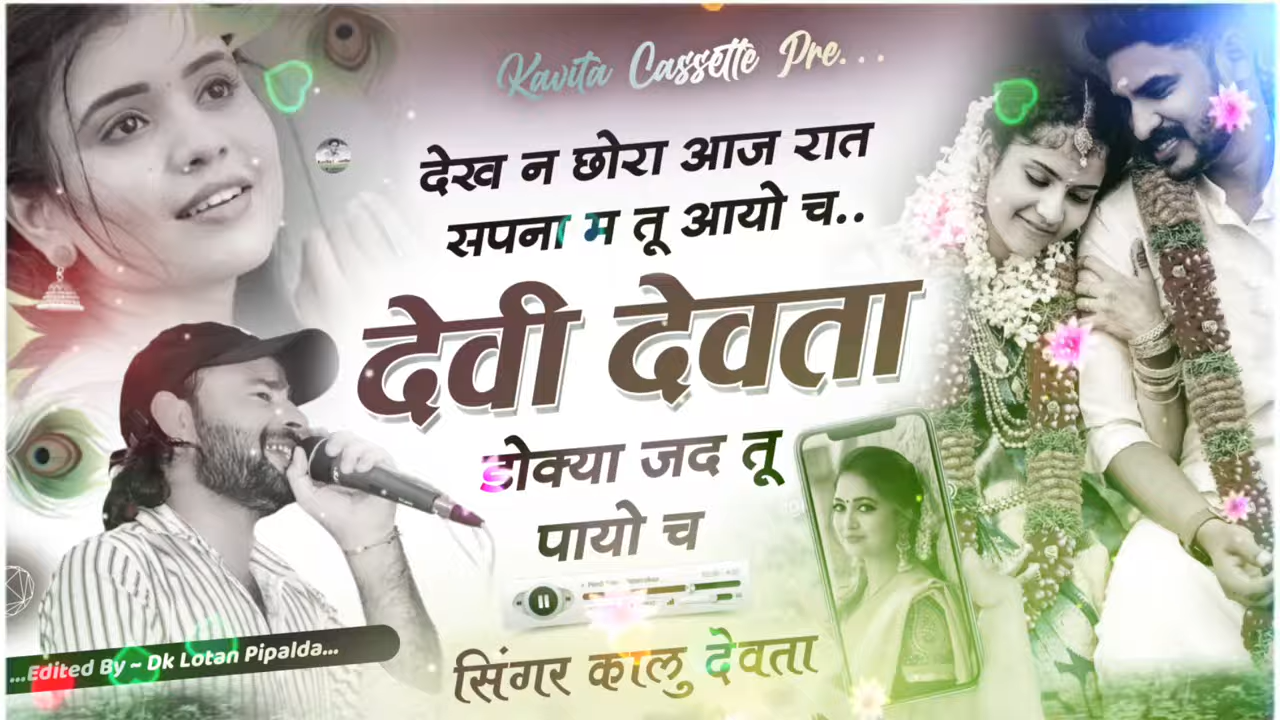 Kavita Cassette Pre...
देख न छोरा आज रात
सपना म तू आयो च..
देवी देवता
डोक्या जद तू
पायो च
सिंगर कालु देवता
...Edited By ~ Dk Lotan Pipalda...